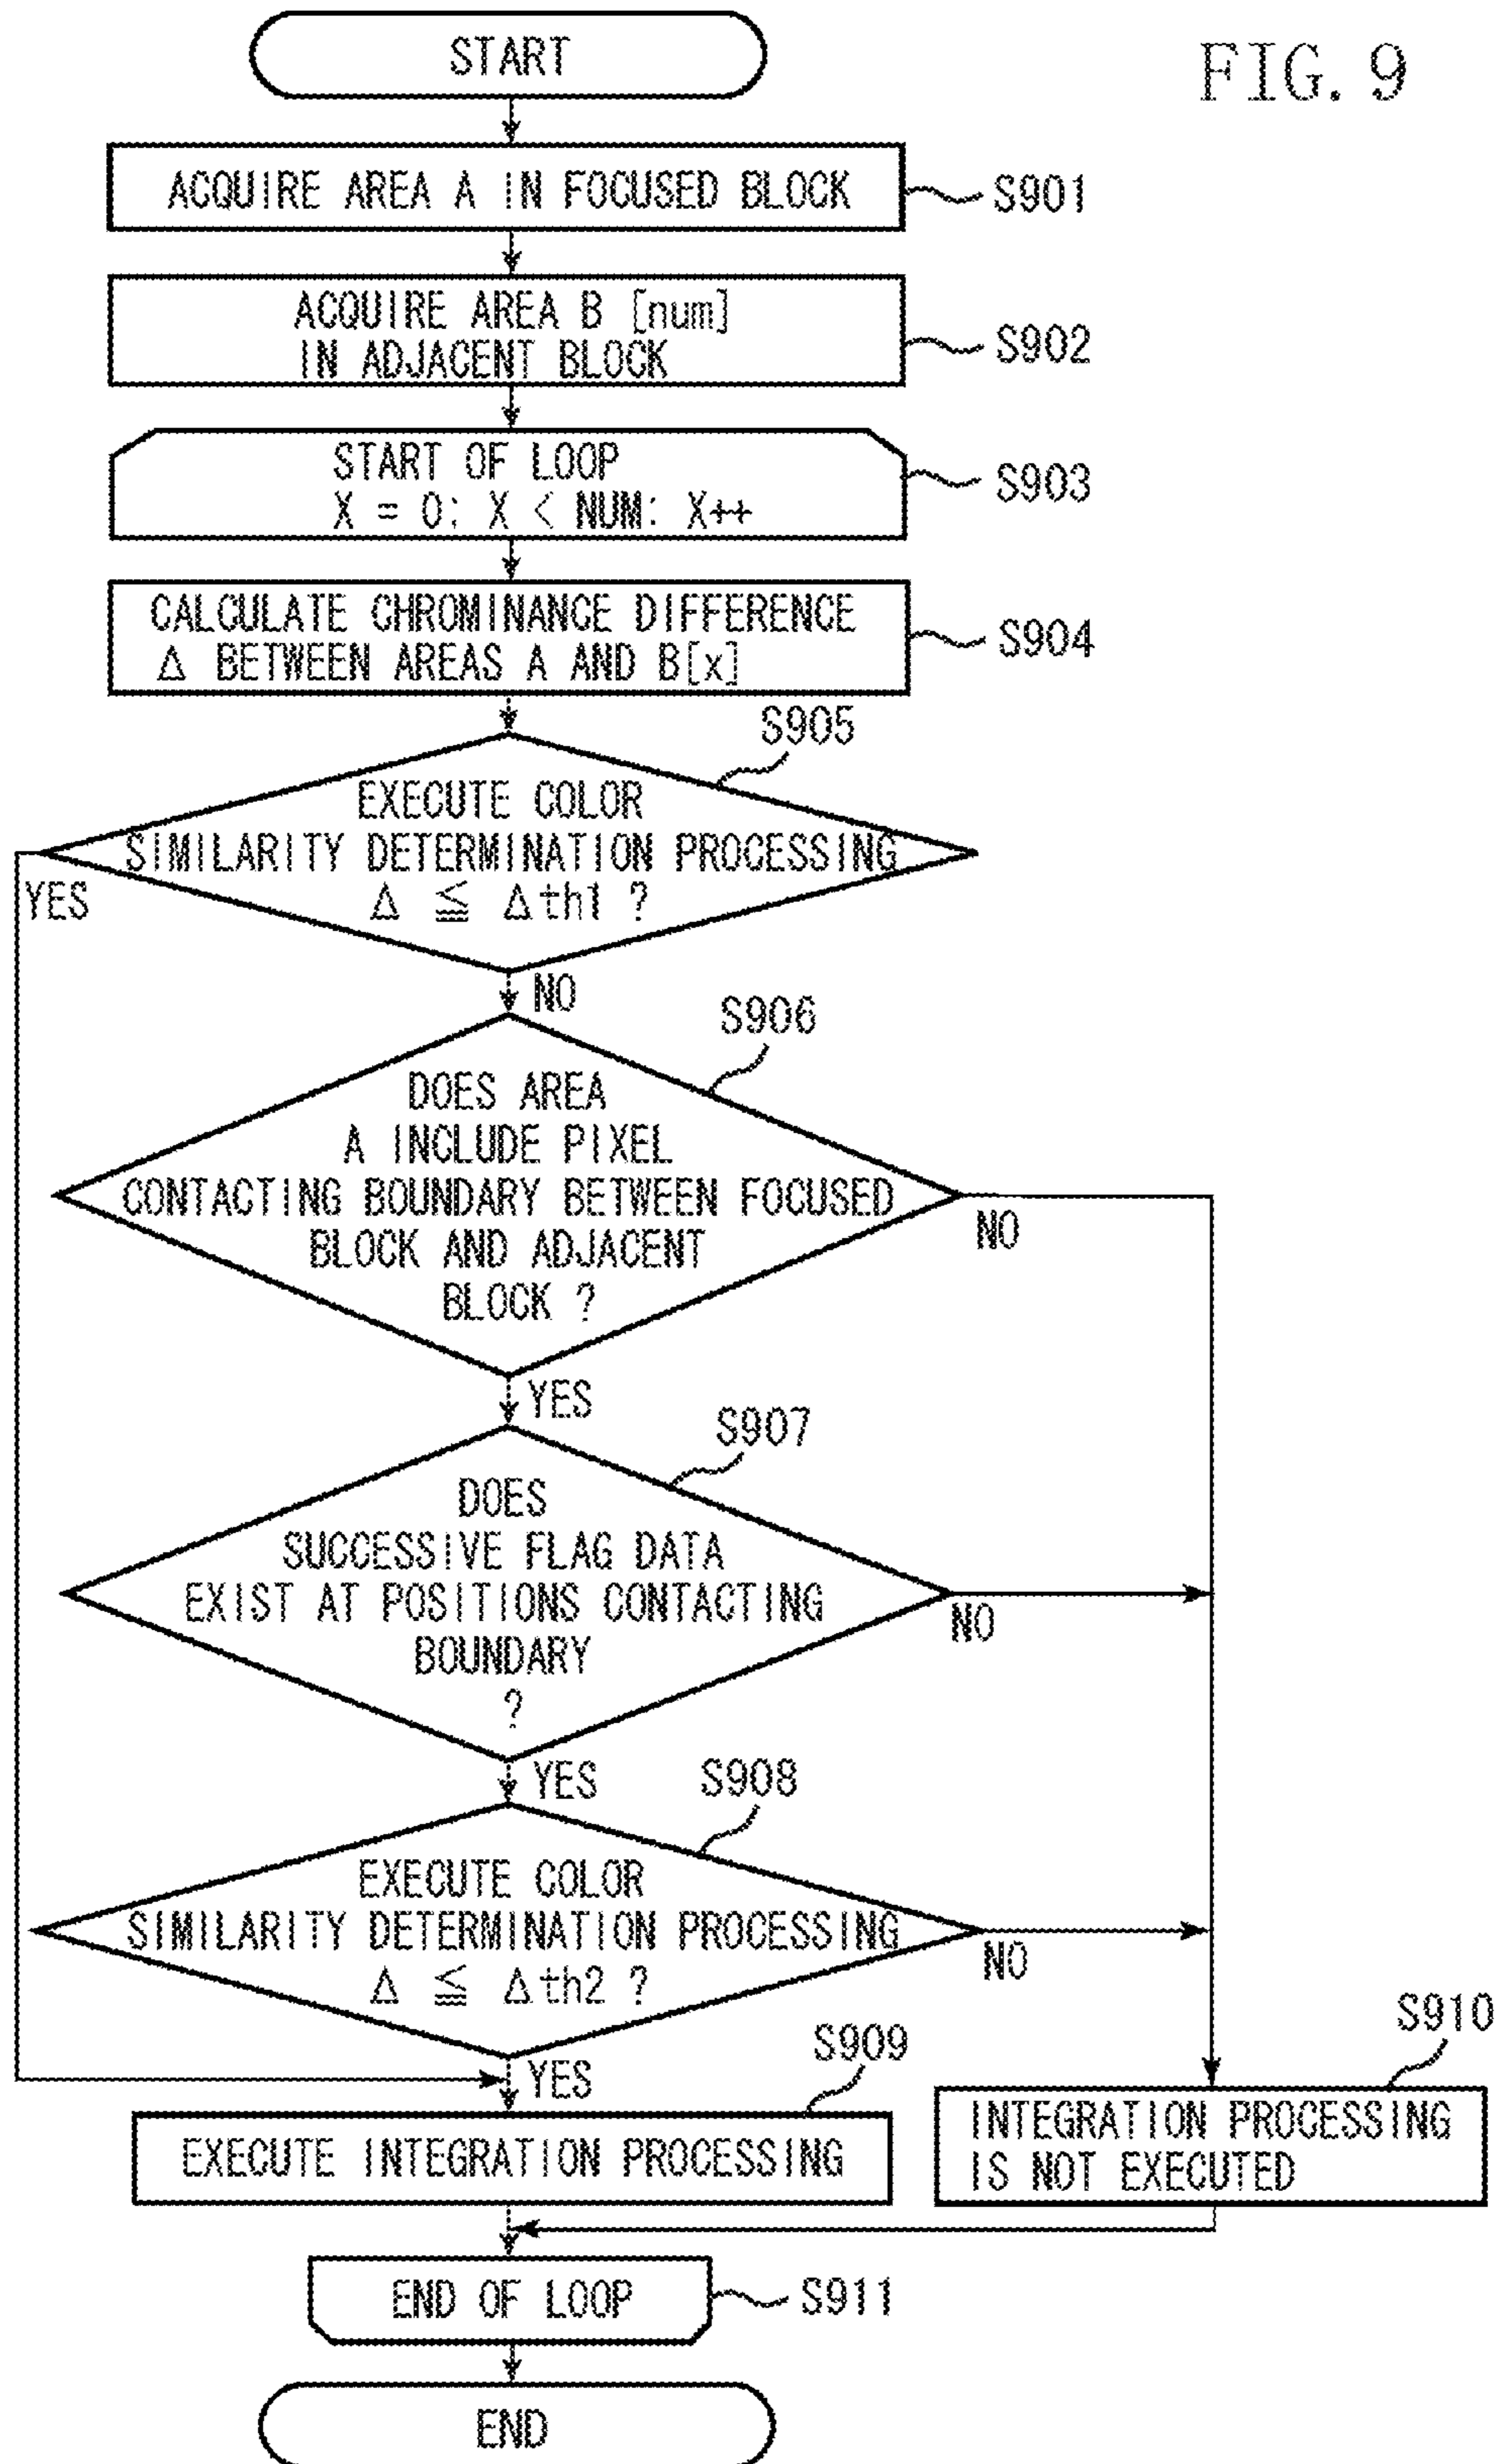 START
FIG. 9
ACQUIRE AREA A IN FOCUSED BLOCK
S901
ACQUIRE AREA B [num]
IN ADJACENT BLOCK
S902
START OF LOOP
X = 0: X < NUM: X++
S903
CALCULATE CHROMINANCE DIFFERENCE
Δ BETWEEN AREAS A AND B[x]
S904
S905
EXECUTE COLOR
SIMILARITY DETERMINATION PROCESSING
Δ ≦ Δth1 ?
YES
NO
S906
DOES AREA
A INCLUDE PIXEL
CONTACTING BOUNDARY BETWEEN FOCUSED
BLOCK AND ADJACENT
BLOCK ?
NO
YES
S907
DOES
SUCCESSIVE FLAG DATA
EXIST AT POSITIONS CONTACTING
BOUNDARY
?
NO
YES
S908
EXECUTE COLOR
SIMILARITY DETERMINATION PROCESSING
Δ ≦ Δth2 ?
NO
YES
S909
EXECUTE INTEGRATION PROCESSING
S910
INTEGRATION PROCESSING
IS NOT EXECUTED
END OF LOOP
S911
END